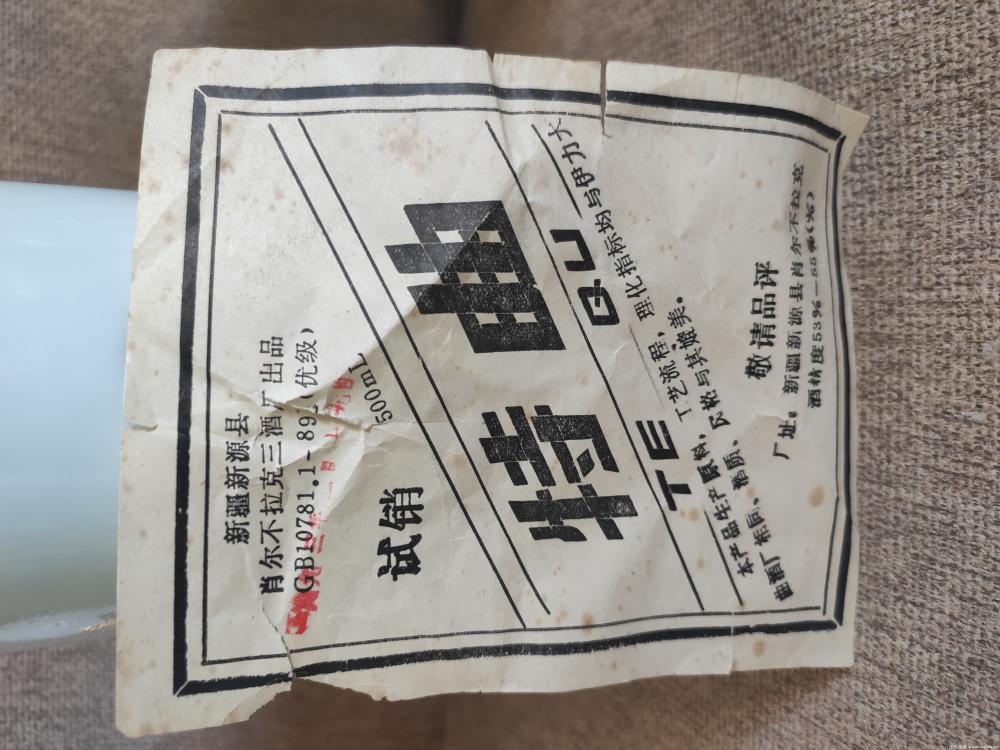 新疆新源县
肖尔不拉克三酒厂出品
GB10781.1-89(优级)
500mL
试销
特曲
TE QU
本产品生产原料，工艺流程，理化指标均与伊力大
曲酒厂相同。酒质、风格与其媲美。
敬请品评
厂址：新疆新源县肖尔不拉克
酒精度53%—55%(%)